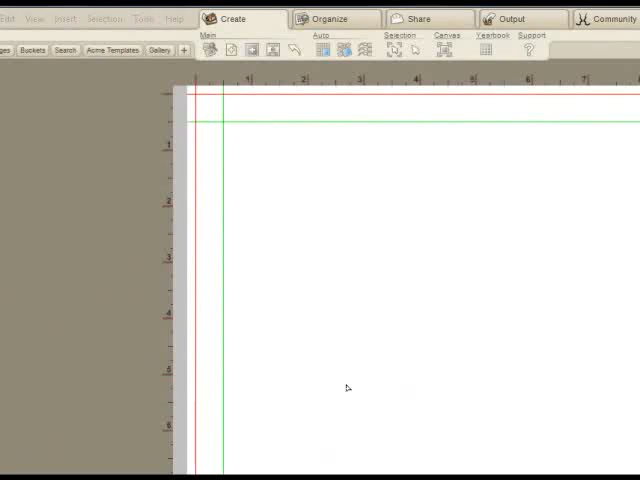 Edit View Insert Selection Tools Help Create Organize Share Output Community
Main Auto Selection Canvas Yearbook Support
Buckets Search Acme Templates Gallery +
1 2 3 4 5 6 7
1
2
3
4
5
6